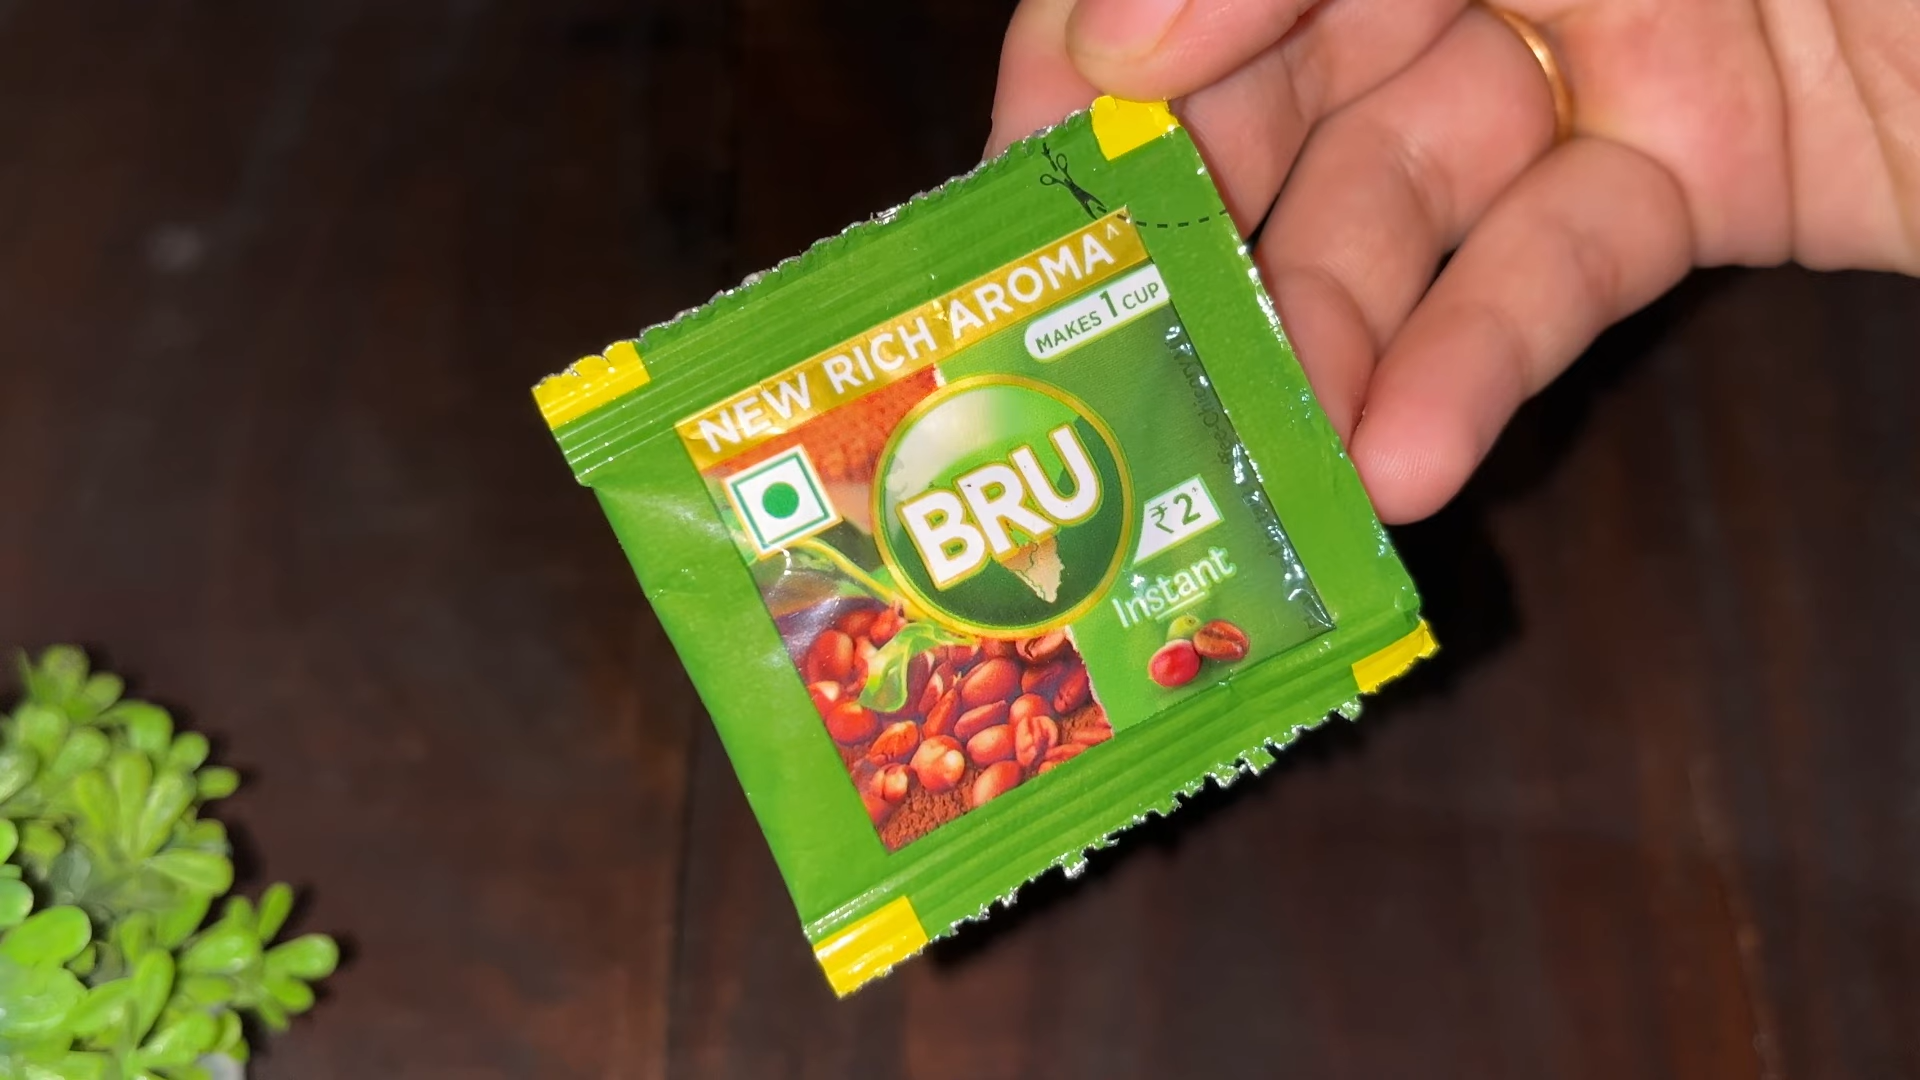 NEW RICH AROMA^
MAKES 1 CUP
BRU
₹2
Instant